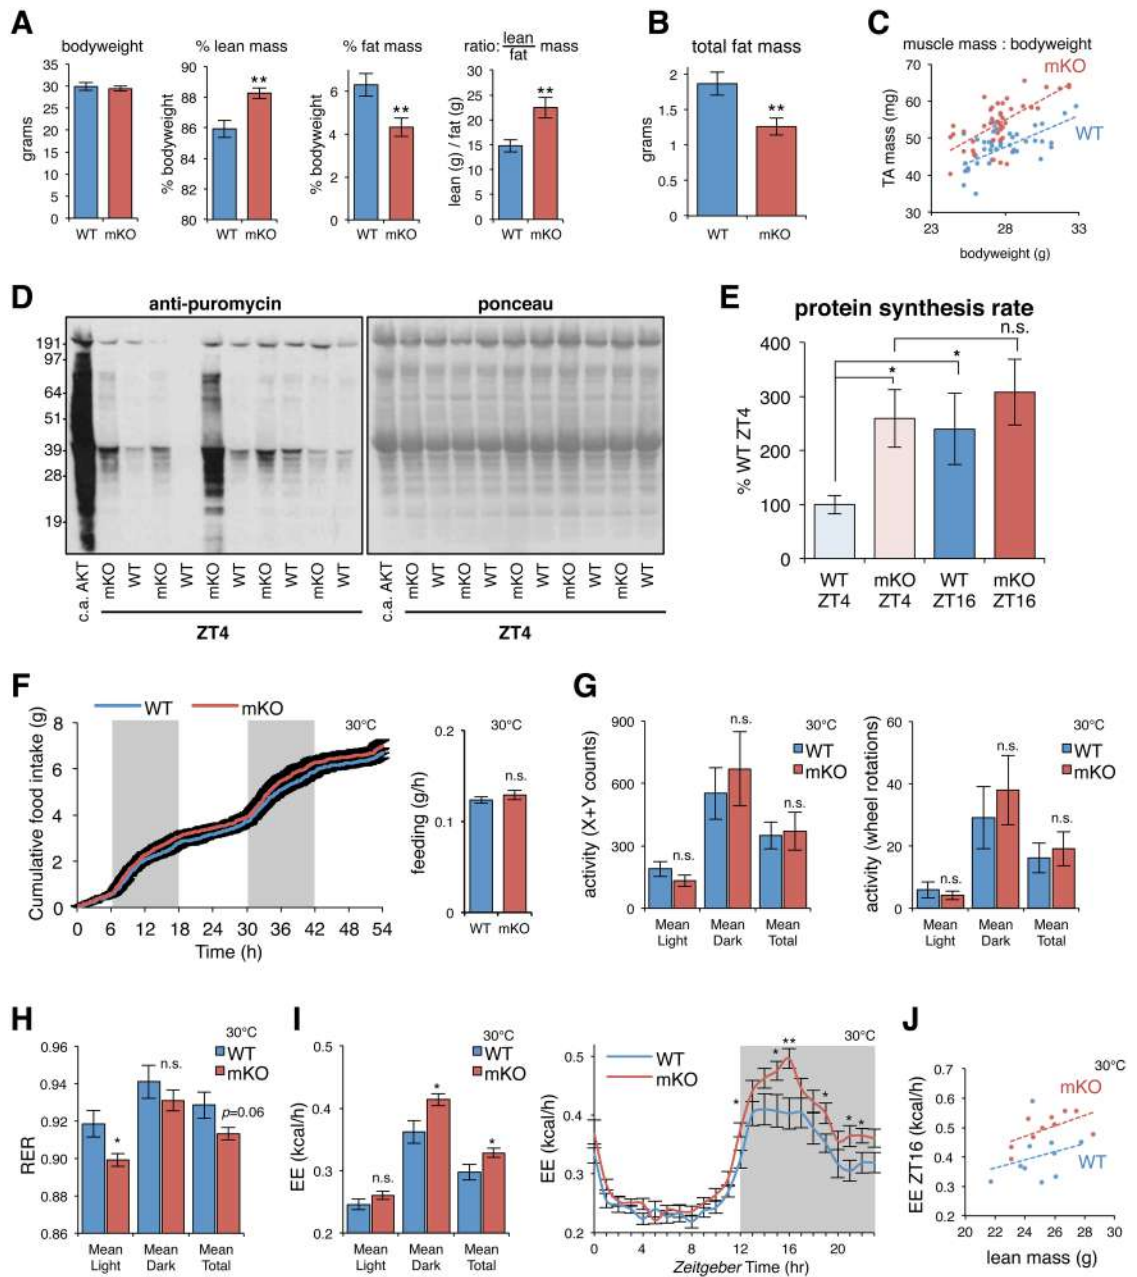 A
bodyweight
grams
35
30
25
20
15
10
5
0
WT mKO
% lean mass
% bodyweight
90
88
86
84
82
80
**
WT mKO
% fat mass
% bodyweight
6
4
2
0
**
WT mKO
ratio: lean
fat
mass
lean (g) / fat (g)
30
25
20
15
10
5
0
**
WT mKO
B
total fat mass
grams
2
1.5
1
0.5
0
**
WT mKO
C
muscle mass : bodyweight
mKO
WT
TA mass (mg)
70
60
50
40
30
23 28 33
bodyweight (g)
D
anti-puromycin
ponceau
191
97
64
51
39
28
19
c.a. AKT
mKO
WT
mKO
WT
mKO
WT
mKO
WT
mKO
WT
ZT4
c.a. AKT
mKO
WT
mKO
WT
mKO
WT
mKO
WT
mKO
WT
ZT4
E
protein synthesis rate
n.s.
*
*
% WT ZT4
400
300
200
100
0
WT mKO WT mKO
ZT4 ZT4 ZT16 ZT16
F
WT mKO
30°C
Cumulative food intake (g)
8
6
4
2
0
0 6 12 18 24 30 36 42 48 54
Time (h)
30°C
feeding (g/h)
0.2
0.1
0
n.s.
WT mKO
G
30°C
WT
mKO
activity (X+Y counts)
900
600
300
0
n.s.
n.s.
n.s.
Mean Mean Mean
Light Dark Total
30°C
WT
mKO
activity (wheel rotations)
60
40
20
0
n.s.
n.s.
n.s.
Mean Mean Mean
Light Dark Total
H
30°C
WT
mKO
RER
0.96
0.94
0.92
0.90
0.88
0.86
*
n.s.
p=0.06
Mean Mean Mean
Light Dark Total
I
30°C
WT
mKO
EE (kcal/h)
0.5
0.4
0.3
0.2
n.s.
*
*
Mean Mean Mean
Light Dark Total
30°C
WT
mKO
EE (kcal/h)
0.5
0.4
0.3
0.2
* * ** * * *
0 4 8 12 16 20
Zeitgeber Time (hr)
J
30°C
mKO
WT
EE ZT16 (kcal/h)
0.7
0.6
0.5
0.4
0.3
0.2
20 25 30
lean mass (g)